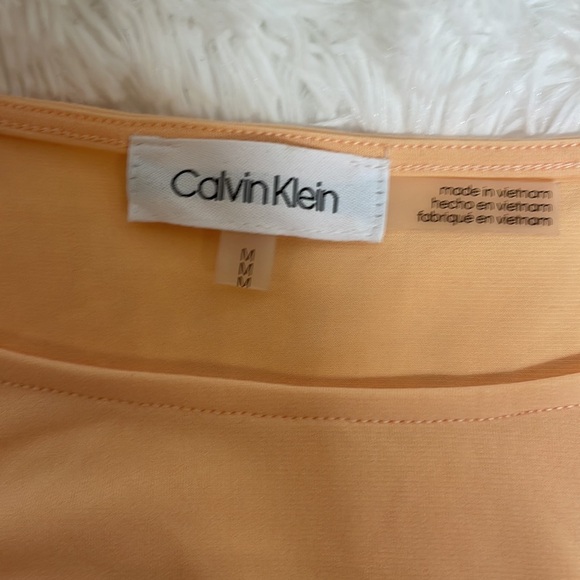 Calvin Klein
made in vietnam
hecho en vietnam
fabriqué en vietnam
M
M
M